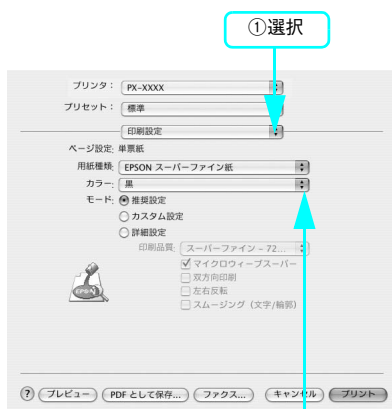 ①選択
プリンタ： PX-XXXX
プリセット： 標準
印刷設定
ページ設定: 単票紙
用紙種類: EPSON スーパーファイン紙
カラー: 黒
モード: 推奨設定
カスタム設定
詳細設定
印刷品質: スーパーファイン – 72...
マイクロウィーブスーパー
双方向印刷
左右反転
スムージング（文字/輪郭）
EPSON
? プレビュー PDF として保存... ファクス... キャンセル プリント